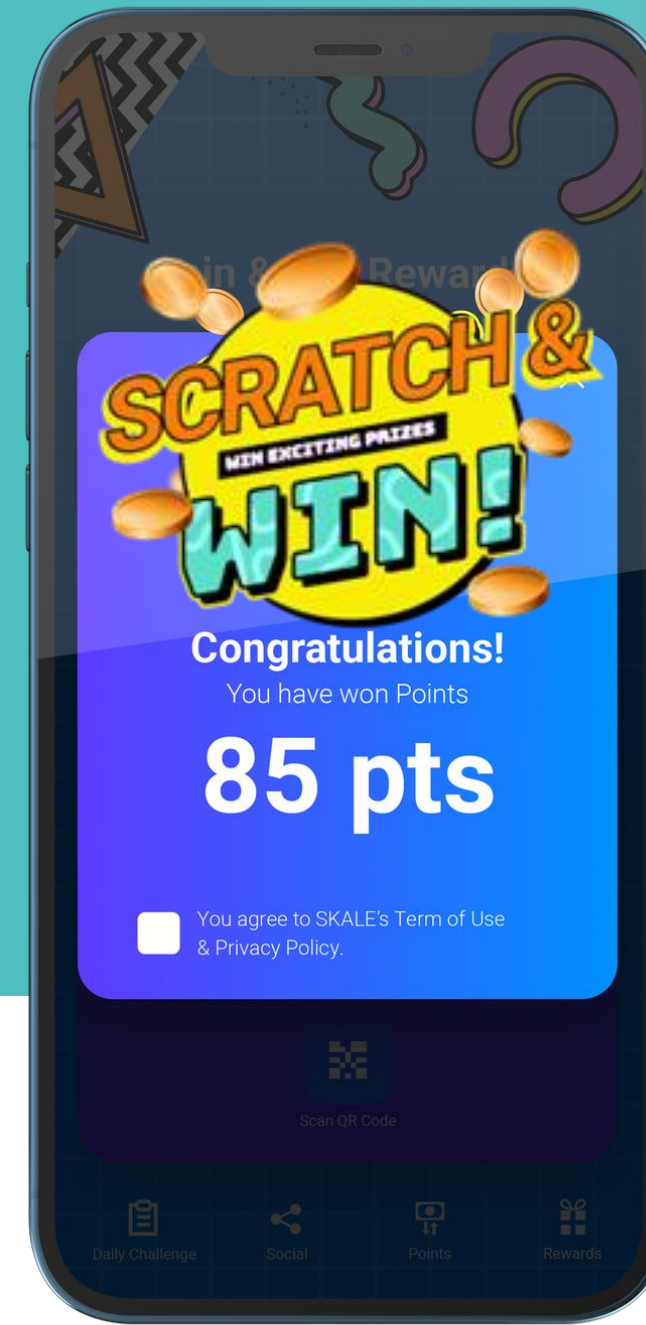 SCRATCH &
WIN EXCITING PRIZES
WIN!
Congratulations!
You have won Points
85 pts
You agree to SKALE's Term of Use
& Privacy Policy.
Scan QR Code
Daily Challenge
Social
Points
Rewards